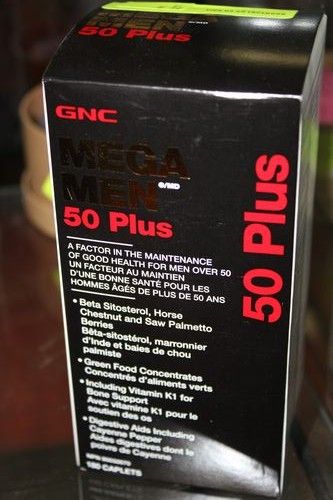 50 Plus
GNC
MEGA
MEN
®/MD
50 Plus
A FACTOR IN THE MAINTENANCE
OF GOOD HEALTH FOR MEN OVER 50
UN FACTEUR AU MAINTIEN
D'UNE BONNE SANTÉ POUR LES
HOMMES ÂGÉS DE PLUS DE 50 ANS
• Beta Sitosterol, Horse
Chestnut and Saw Palmetto
Berries
Bêta-sitostérol, marronnier
d'Inde et baies de chou
palmiste
• Green Food Concentrates
Concentrés d'aliments verts
• Including Vitamin K1 for
Bone Support
Avec vitamine K1 pour le
soutien des os
• Digestive Aids Including
Cayenne Pepper
Aides digestives dont le
poivre de Cayenne
180 CAPLETS
50 Plus